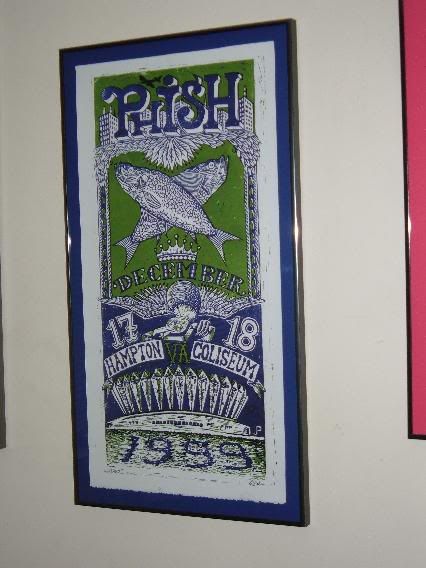 PHISH
DECEMBER
17 18
HAMPTON VA COLISEUM
1999